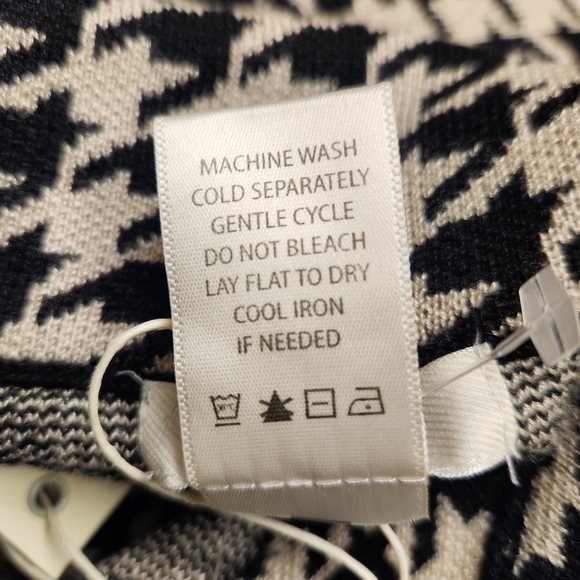 MACHINE WASH
COLD SEPARATELY
GENTLE CYCLE
DO NOT BLEACH
LAY FLAT TO DRY
COOL IRON
IF NEEDED